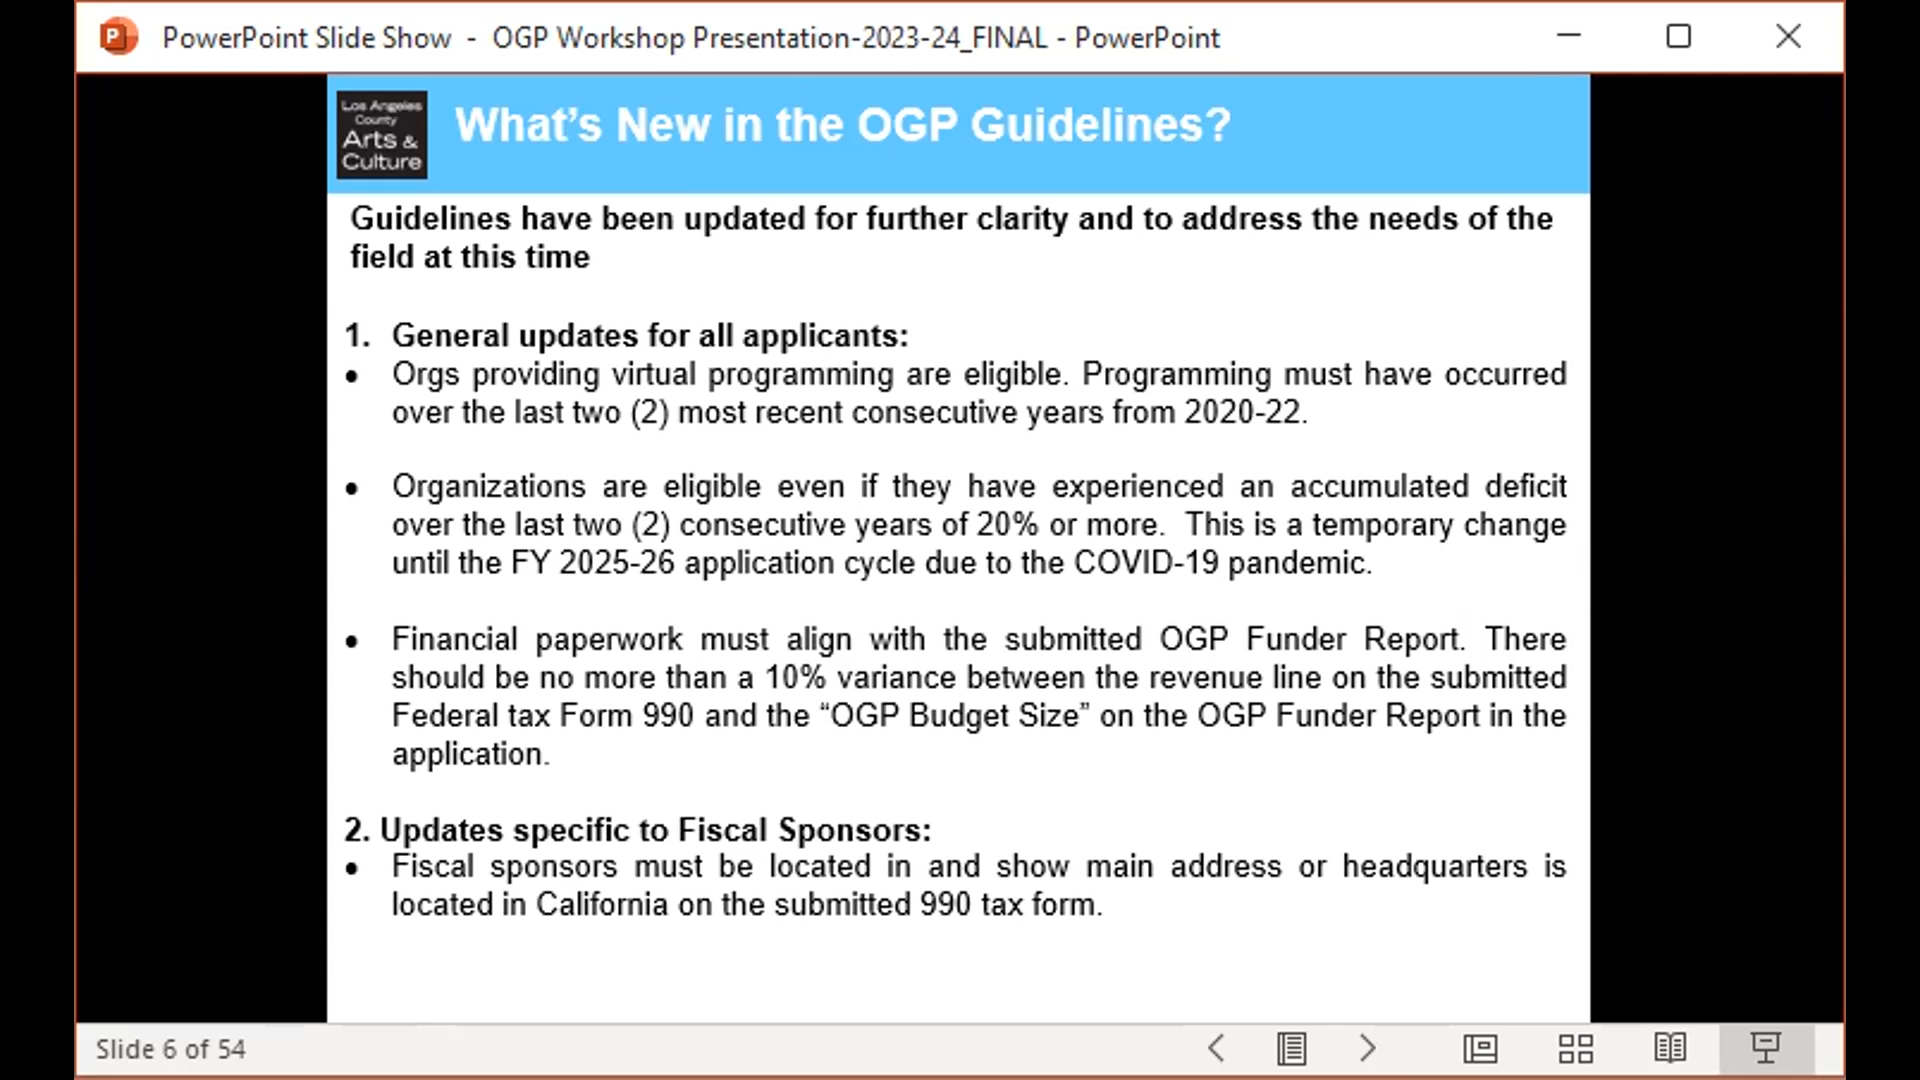 PowerPoint Slide Show - OGP Workshop Presentation-2023-24_FINAL - PowerPoint
Los Angeles
County
Arts &
Culture
What's New in the OGP Guidelines?
Guidelines have been updated for further clarity and to address the needs of the
field at this time
1. General updates for all applicants:
• Orgs providing virtual programming are eligible. Programming must have occurred
over the last two (2) most recent consecutive years from 2020-22.
• Organizations are eligible even if they have experienced an accumulated deficit
over the last two (2) consecutive years of 20% or more. This is a temporary change
until the FY 2025-26 application cycle due to the COVID-19 pandemic.
• Financial paperwork must align with the submitted OGP Funder Report. There
should be no more than a 10% variance between the revenue line on the submitted
Federal tax Form 990 and the “OGP Budget Size” on the OGP Funder Report in the
application.
2. Updates specific to Fiscal Sponsors:
• Fiscal sponsors must be located in and show main address or headquarters is
located in California on the submitted 990 tax form.
Slide 6 of 54